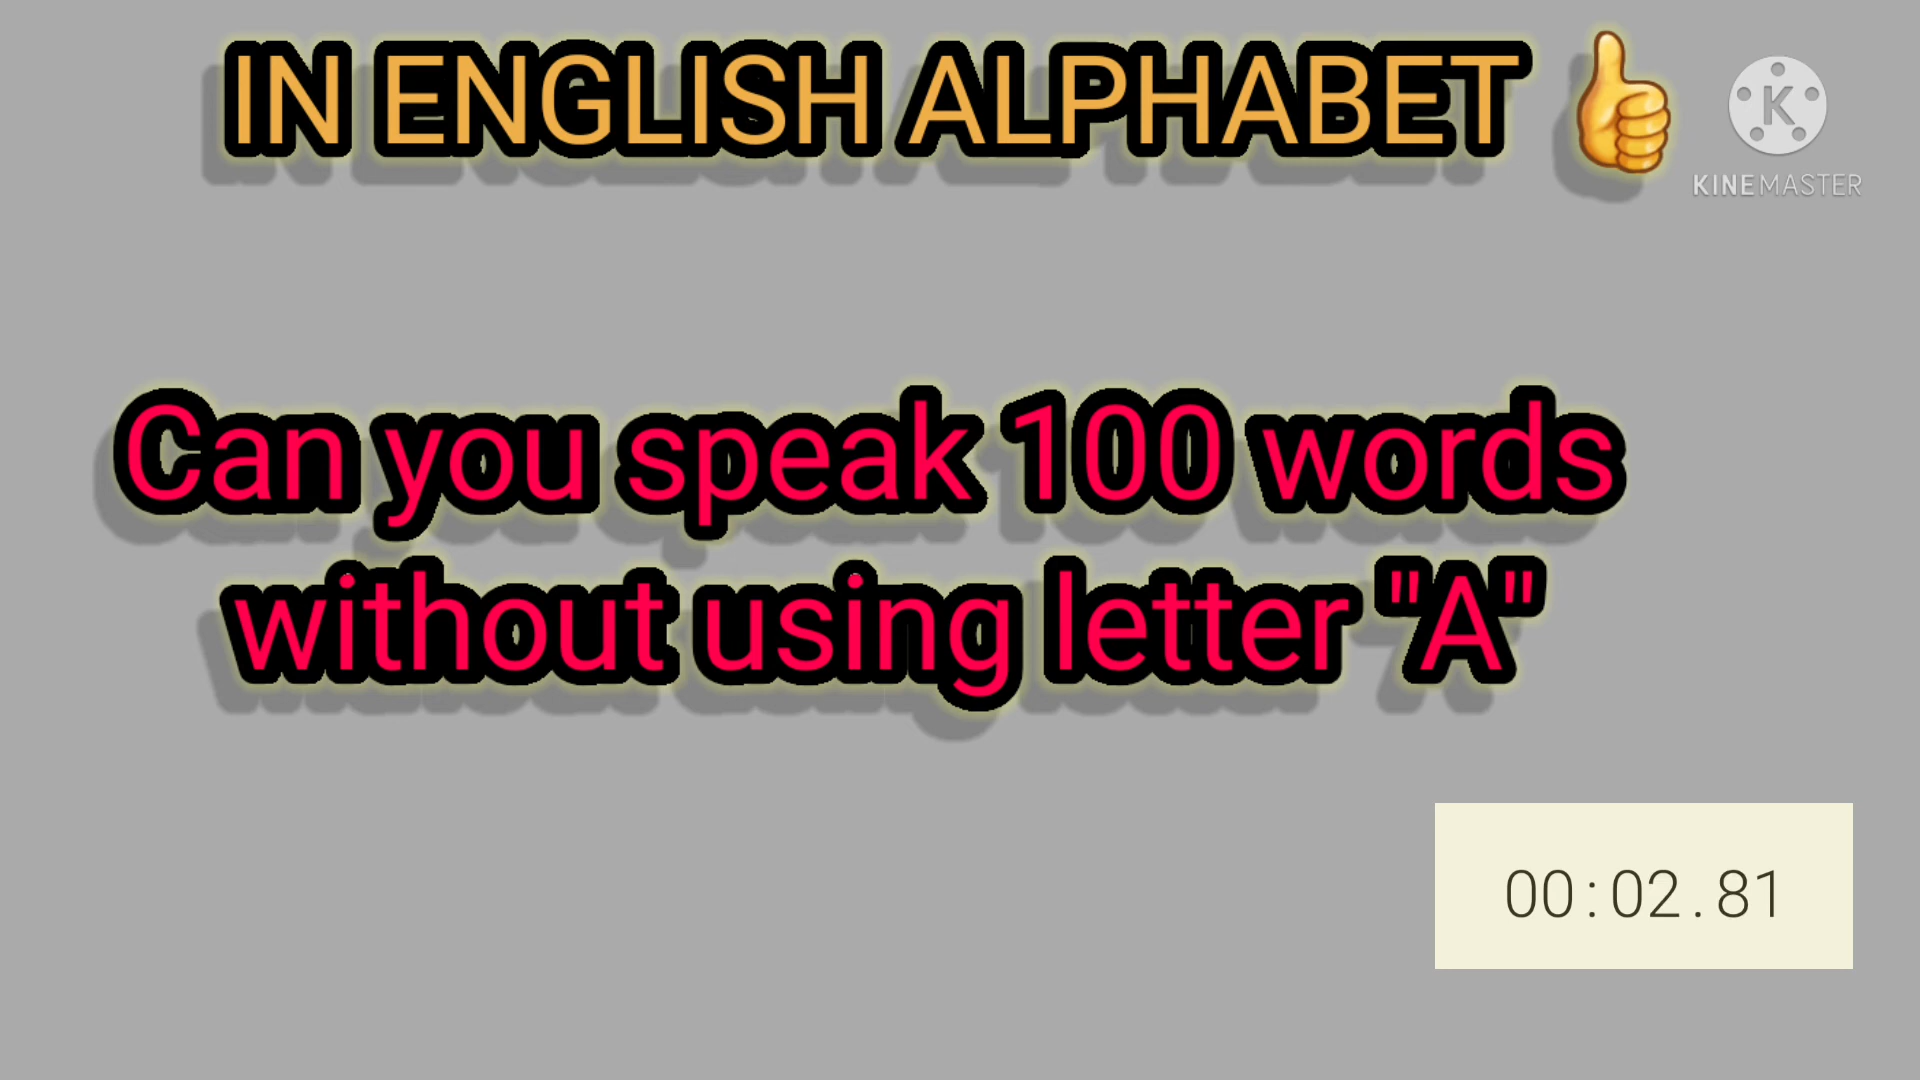 IN ENGLISH ALPHABET 👍
KINEMASTER
Can you speak 100 words
without using letter "A"
00:02.81